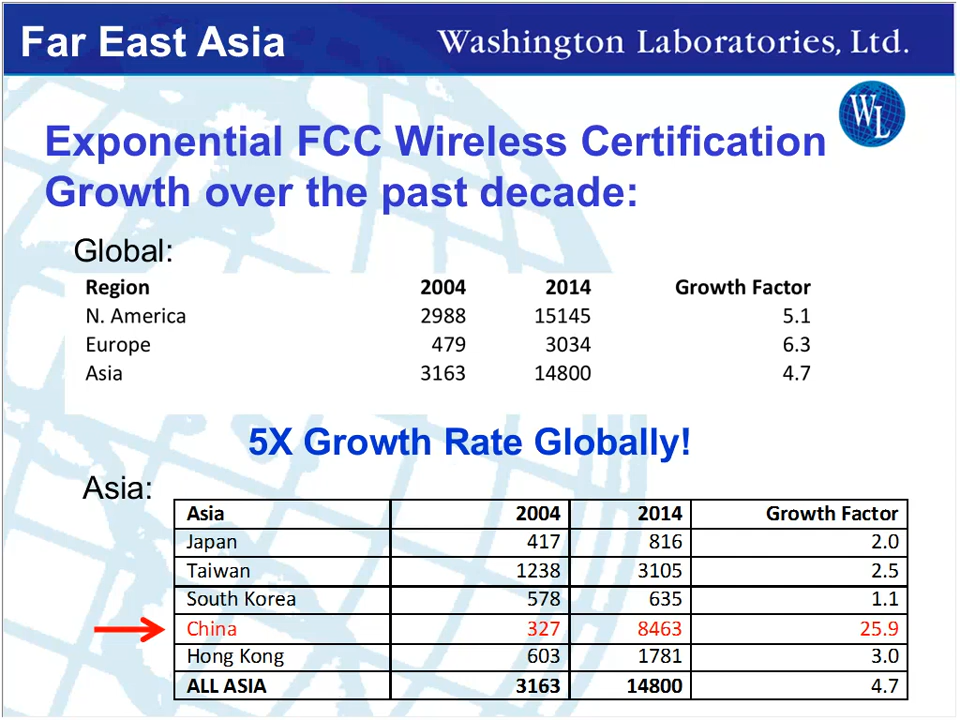 Far East Asia
Washington Laboratories, Ltd.
WL
Exponential FCC Wireless Certification
Growth over the past decade:
Global:
Region 2004 2014 Growth Factor
N. America 2988 15145 5.1
Europe 479 3034 6.3
Asia 3163 14800 4.7
5X Growth Rate Globally!
Asia:
Asia 2004 2014 Growth Factor
Japan 417 816 2.0
Taiwan 1238 3105 2.5
South Korea 578 635 1.1
China 327 8463 25.9
Hong Kong 603 1781 3.0
ALL ASIA 3163 14800 4.7